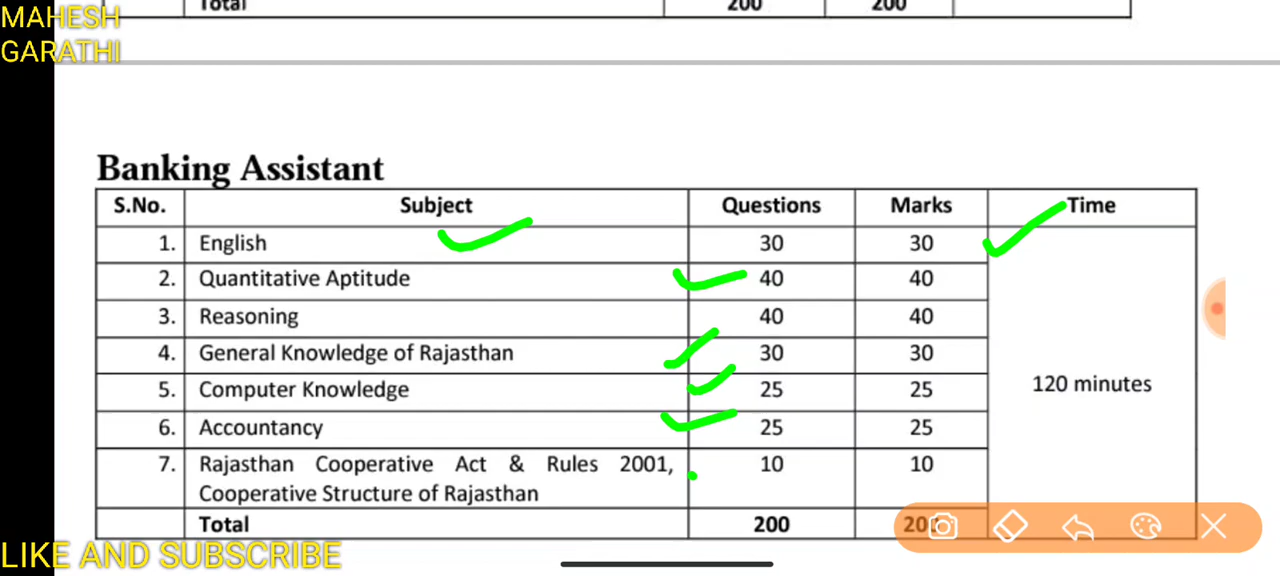 MAHESH
GARATHI
Total 200 200
Banking Assistant
S.No. Subject Questions Marks Time
1. English 30 30
2. Quantitative Aptitude 40 40
3. Reasoning 40 40
4. General Knowledge of Rajasthan 30 30
5. Computer Knowledge 25 25 120 minutes
6. Accountancy 25 25
7. Rajasthan Cooperative Act & Rules 2001, 10 10
Cooperative Structure of Rajasthan
Total 200 200
LIKE AND SUBSCRIBE